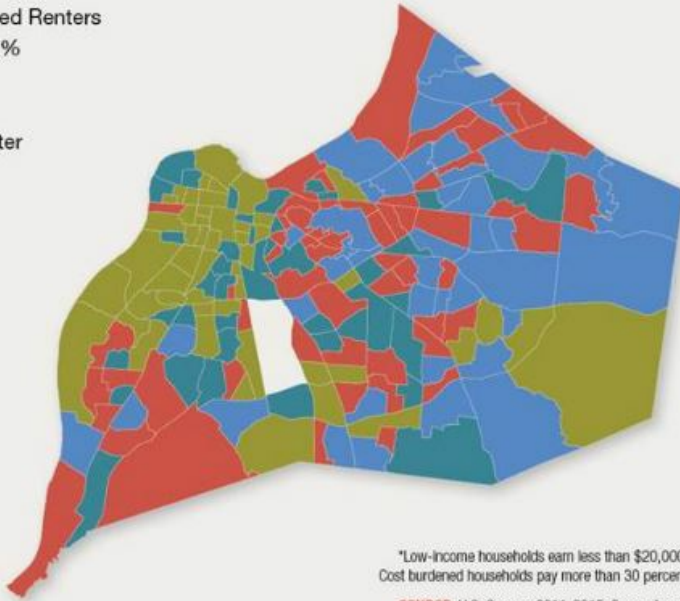 ed Renters
%
ter
*Low-income households earn less than $20,000
Cost burdened households pay more than 30 percen